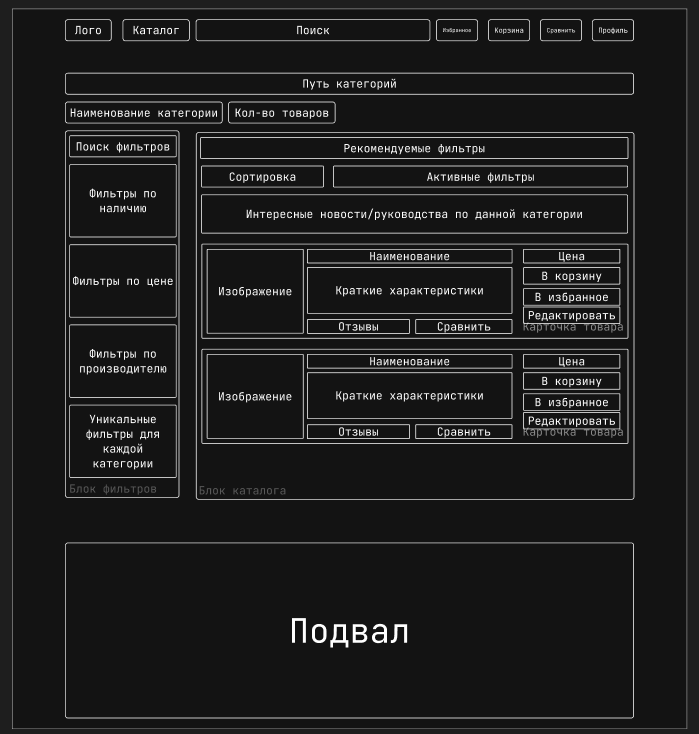 Лого
Каталог
Поиск
Избранное
Корзина
Сравнить
Профиль
Путь категорий
Наименование категории
Кол-во товаров
Поиск фильтров
Фильтры по
наличию
Фильтры по цене
Фильтры по
производителю
Уникальные
фильтры для
каждой
категории
Блок фильтров
Рекомендуемые фильтры
Сортировка
Активные фильтры
Интересные новости/руководства по данной категории
Изображение
Наименование
Краткие характеристики
Отзывы
Сравнить
Цена
В корзину
В избранное
Редактировать
Карточка товара
Изображение
Наименование
Краткие характеристики
Отзывы
Сравнить
Цена
В корзину
В избранное
Редактировать
Карточка товара
Блок каталога
Подвал